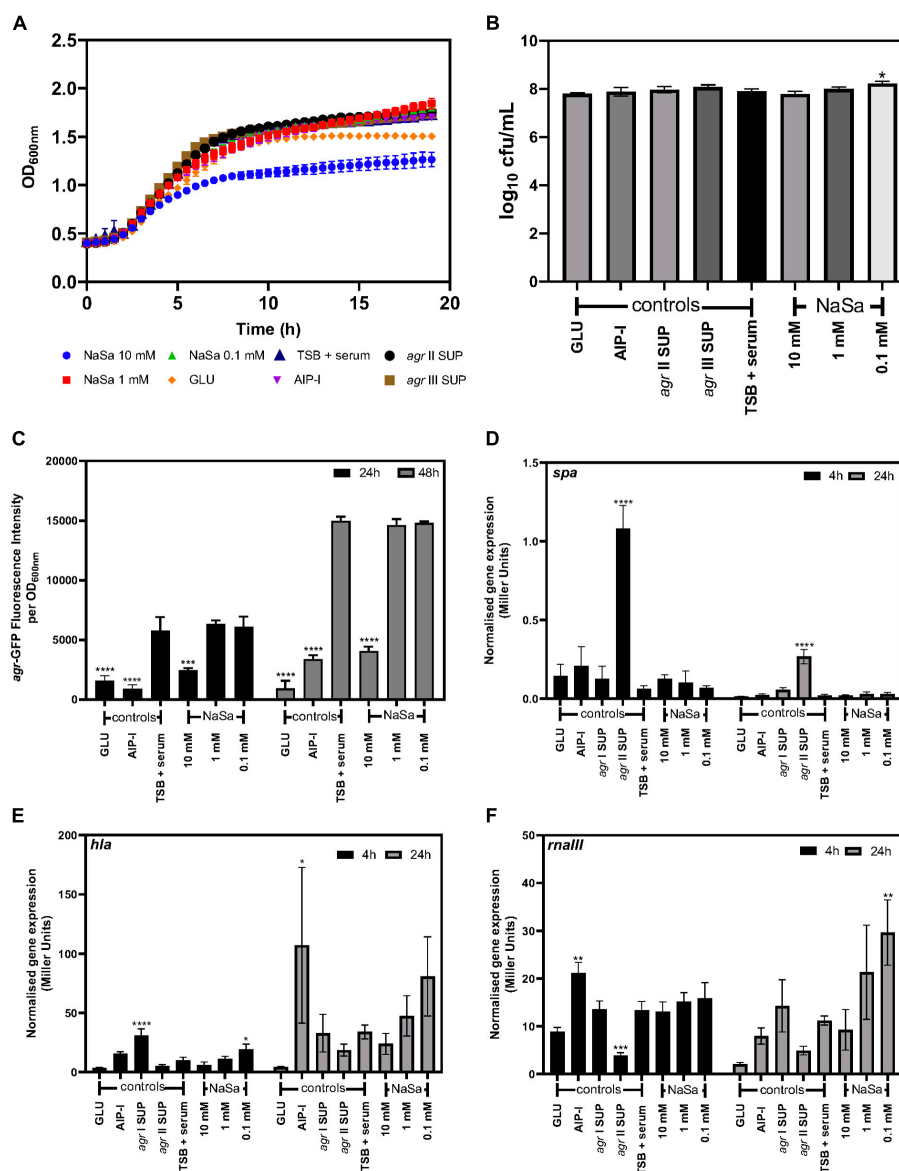 A
OD600nm
2.5
2.0
1.5
1.0
0.5
0.0
0 5 10 15 20
Time (h)
NaSa 10 mM NaSa 0.1 mM TSB + serum agr II SUP
NaSa 1 mM GLU AIP-I agr III SUP
B
log10 cfu/mL
10
8
6
4
2
0
*
controls NaSa
GLU
AIP-I
agr II SUP
agr III SUP
TSB + serum
10 mM
1 mM
0.1 mM
C
agr-GFP Fluorescence Intensity
per OD600nm
20000
15000
10000
5000
0
24h 48h
**** **** *** **** **** ****
controls NaSa controls NaSa
GLU
AIP-I
TSB + serum
10 mM
1 mM
0.1 mM
GLU
AIP-I
TSB + serum
10 mM
1 mM
0.1 mM
D
spa
Normalised gene expression
(Miller Units)
1.5
1.0
0.5
0.0
4h 24h
**** ****
controls NaSa controls NaSa
GLU
AIP-I
agr I SUP
agr II SUP
TSB + serum
10 mM
1 mM
0.1 mM
GLU
AIP-I
agr I SUP
agr II SUP
TSB + serum
10 mM
1 mM
0.1 mM
E
hla
Normalised gene expression
(Miller Units)
200
150
100
50
0
4h 24h
**** * *
controls NaSa controls NaSa
GLU
AIP-I
agr I SUP
agr II SUP
TSB + serum
10 mM
1 mM
0.1 mM
GLU
AIP-I
agr I SUP
agr II SUP
TSB + serum
10 mM
1 mM
0.1 mM
F
rnaIII
Normalised gene expression
(Miller Units)
50
40
30
20
10
0
4h 24h
** *** **
controls NaSa controls NaSa
GLU
AIP-I
agr I SUP
agr II SUP
TSB + serum
10 mM
1 mM
0.1 mM
GLU
AIP-I
agr I SUP
agr II SUP
TSB + serum
10 mM
1 mM
0.1 mM